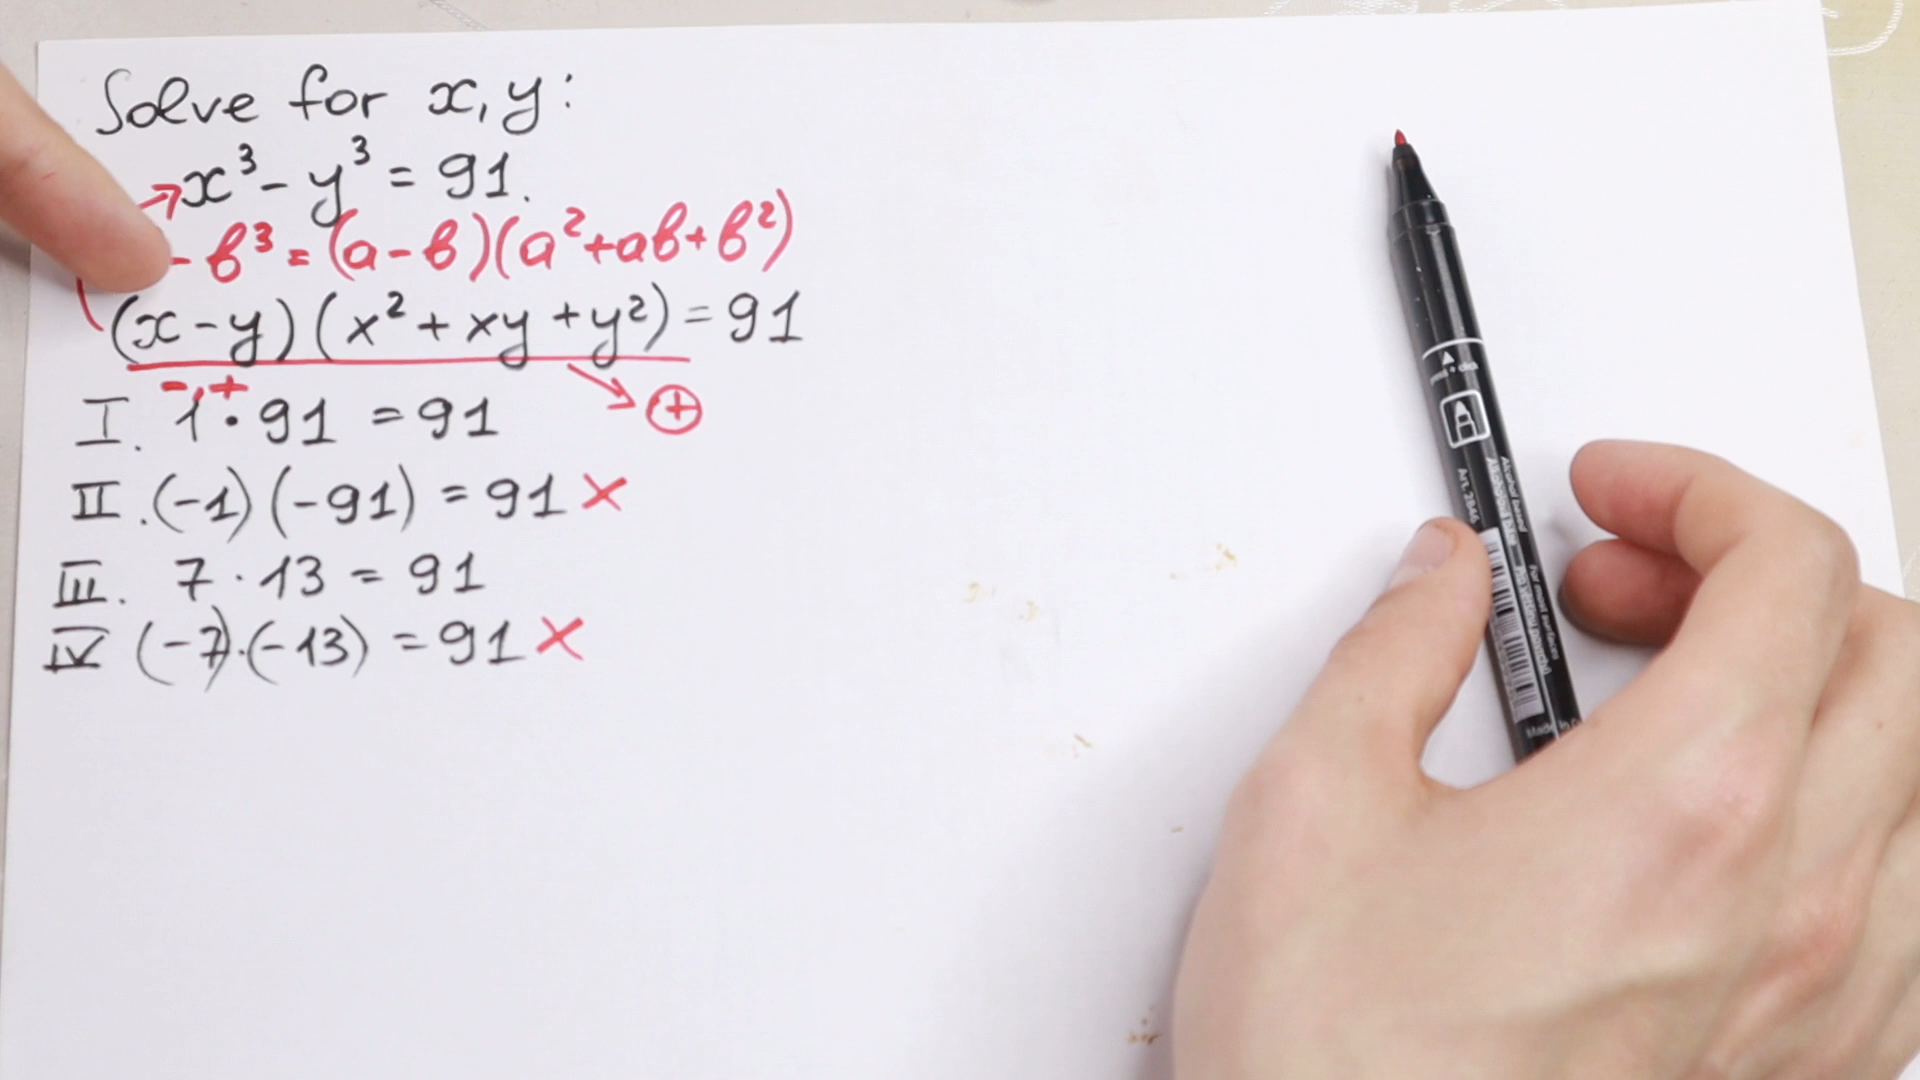 Solve for x, y:
x³ - y³ = 91.
- b³ = (a - b)(a² + ab + b²)
(x - y)(x² + xy + y²) = 91
-, +
+
I. 1 · 91 = 91
II. (-1)(-91) = 91 ×
III. 7 · 13 = 91
IV (-7)·(-13) = 91 ×